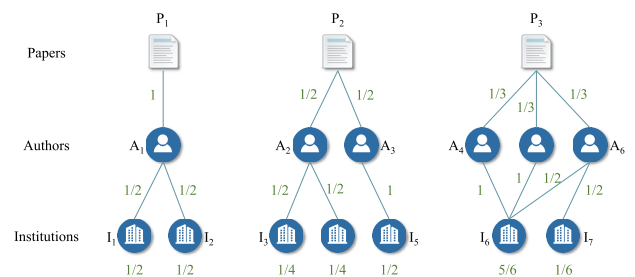 P1 P2 P3
Papers
1 1/2 1/2 1/3 1/3 1/3
Authors A1 A2 A3 A4 A6
1/2 1/2 1/2 1/2 1 1 1 1/2 1/2
Institutions I1 I2 I3 I5 I6 I7
1/2 1/2 1/4 1/4 1/2 5/6 1/6